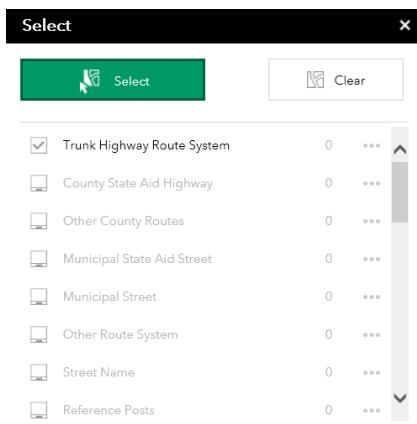 Select
Select Clear
Trunk Highway Route System 0
County State Aid Highway 0
Other County Routes 0
Municipal State Aid Street 0
Municipal Street 0
Other Route System 0
Street Name 0
Reference Posts 0